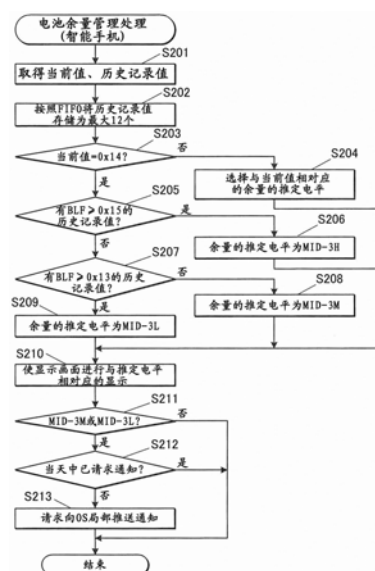 电池余量管理处理
(智能手机)
S201
取得当前值、历史记录值
S202
按照FIFO将历史记录值
存储为最大12个
S203
当前值=0x14?
否
S204
选择与当前值相对应
的余量的推定电平
是
S205
有BLF≥0x15的
历史记录值?
是
S206
余量的推定电平为MID-3H
否
S207
有BLF≥0x13的历史
记录值?
否
S208
余量的推定电平为MID-3M
是
S209
余量的推定电平为MID-3L
S210
使显示画面进行与推定电平
相对应的显示
S211
MID-3M或MID-3L?
否
是
S212
当天中已请求通知?
是
否
S213
请求向OS局部推送通知
结束